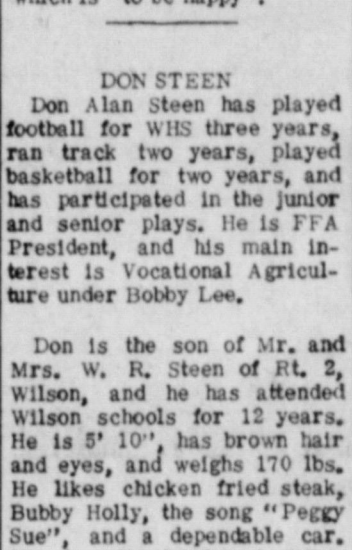 which is "to be happy".
DON STEEN
Don Alan Steen has played
football for WHS three years,
ran track two years, played
basketball for two years, and
has participated in the junior
and senior plays. He is FFA
President, and his main in-
terest is Vocational Agricul-
ture under Bobby Lee.
Don is the son of Mr. and
Mrs. W. R. Steen of Rt. 2,
Wilson, and he has attended
Wilson schools for 12 years.
He is 5' 10", has brown hair
and eyes, and weighs 170 lbs.
He likes chicken fried steak,
Bubby Holly, the song "Peggy
Sue", and a dependable car.